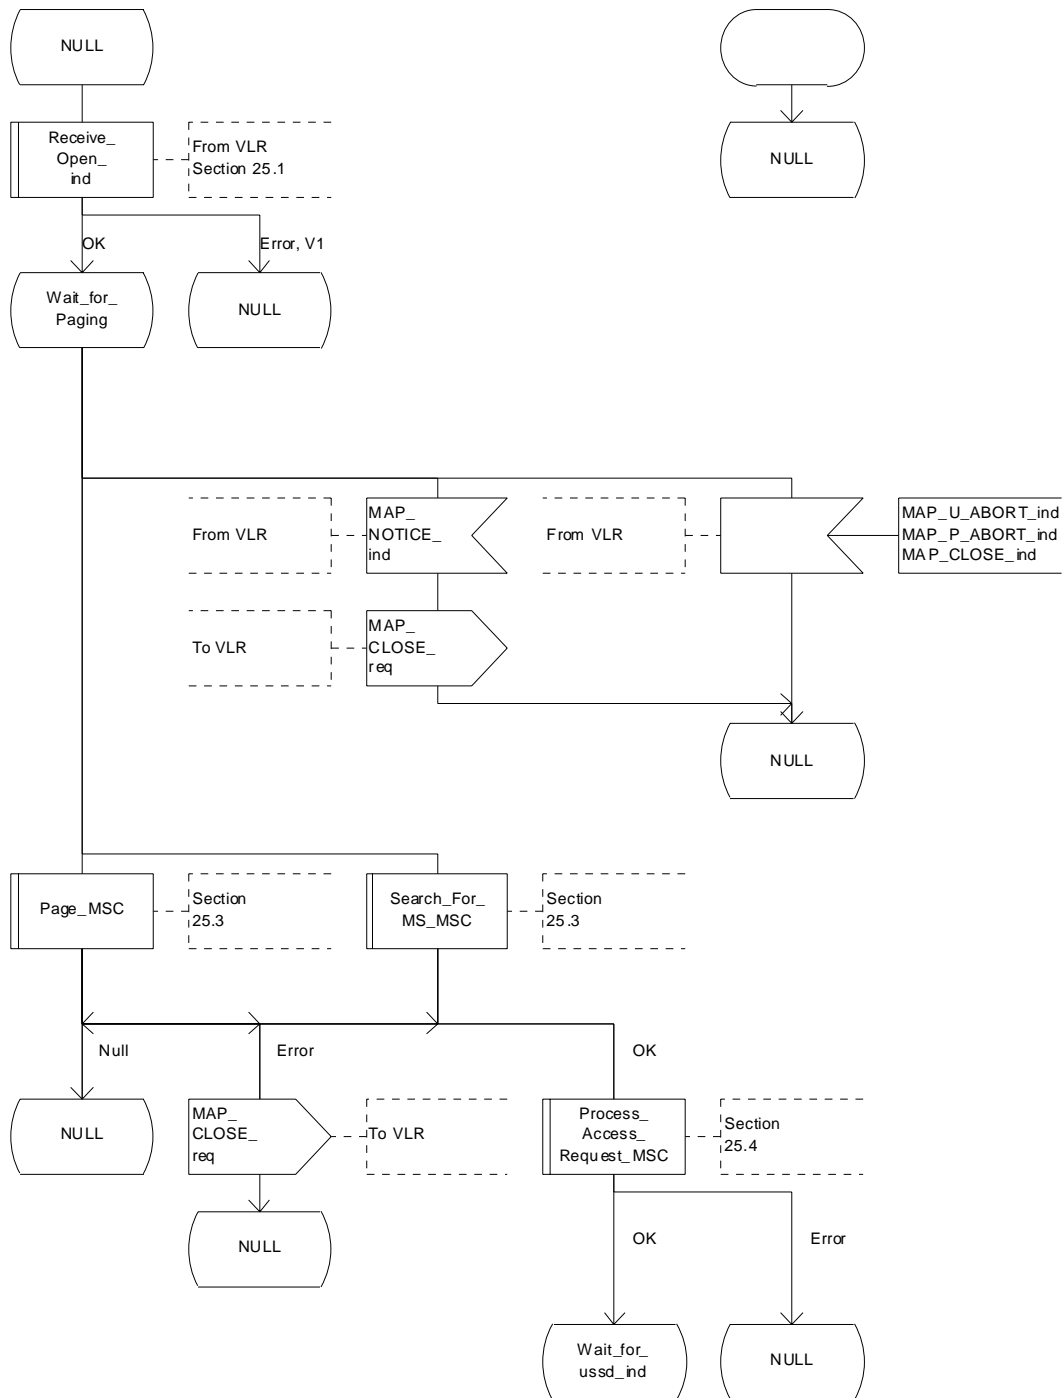 NULL
Receive_
Open_
ind
From VLR
Section 25.1
NULL
OK
Error, V1
Wait_for_
Paging
NULL
From VLR
MAP_
NOTICE_
ind
From VLR
MAP_U_ABORT_ind
MAP_P_ABORT_ind
MAP_CLOSE_ind
To VLR
MAP_
CLOSE_
req
NULL
Page_MSC
Section
25.3
Search_For_
MS_MSC
Section
25.3
Null
Error
OK
NULL
MAP_
CLOSE_
req
To VLR
Process_
Access_
Request_MSC
Section
25.4
NULL
OK
Error
Wait_for_
ussd_ind
NULL